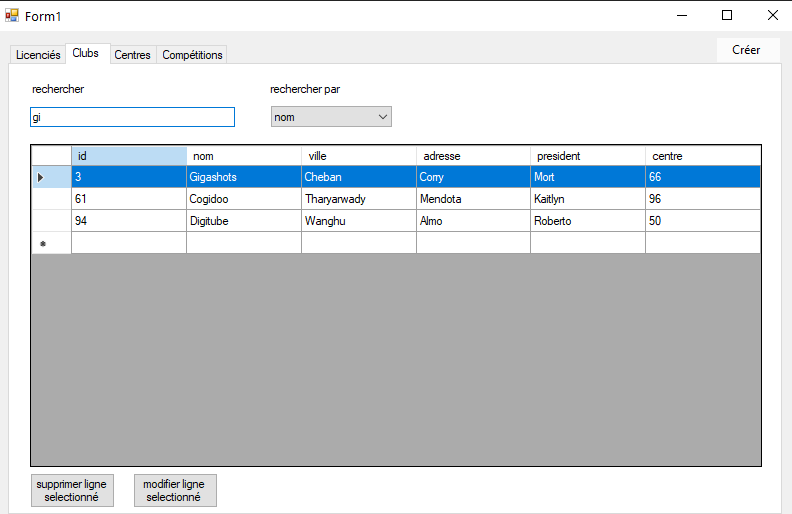 Form1
Licenciés Clubs Centres Compétitions Créer
rechercher rechercher par
gi nom
id nom ville adresse president centre
3 Gigashots Cheban Corry Mort 66
61 Cogidoo Tharyarwady Mendota Kaitlyn 96
94 Digitube Wanghu Almo Roberto 50
supprimer ligne
selectionné
modifier ligne
selectionné